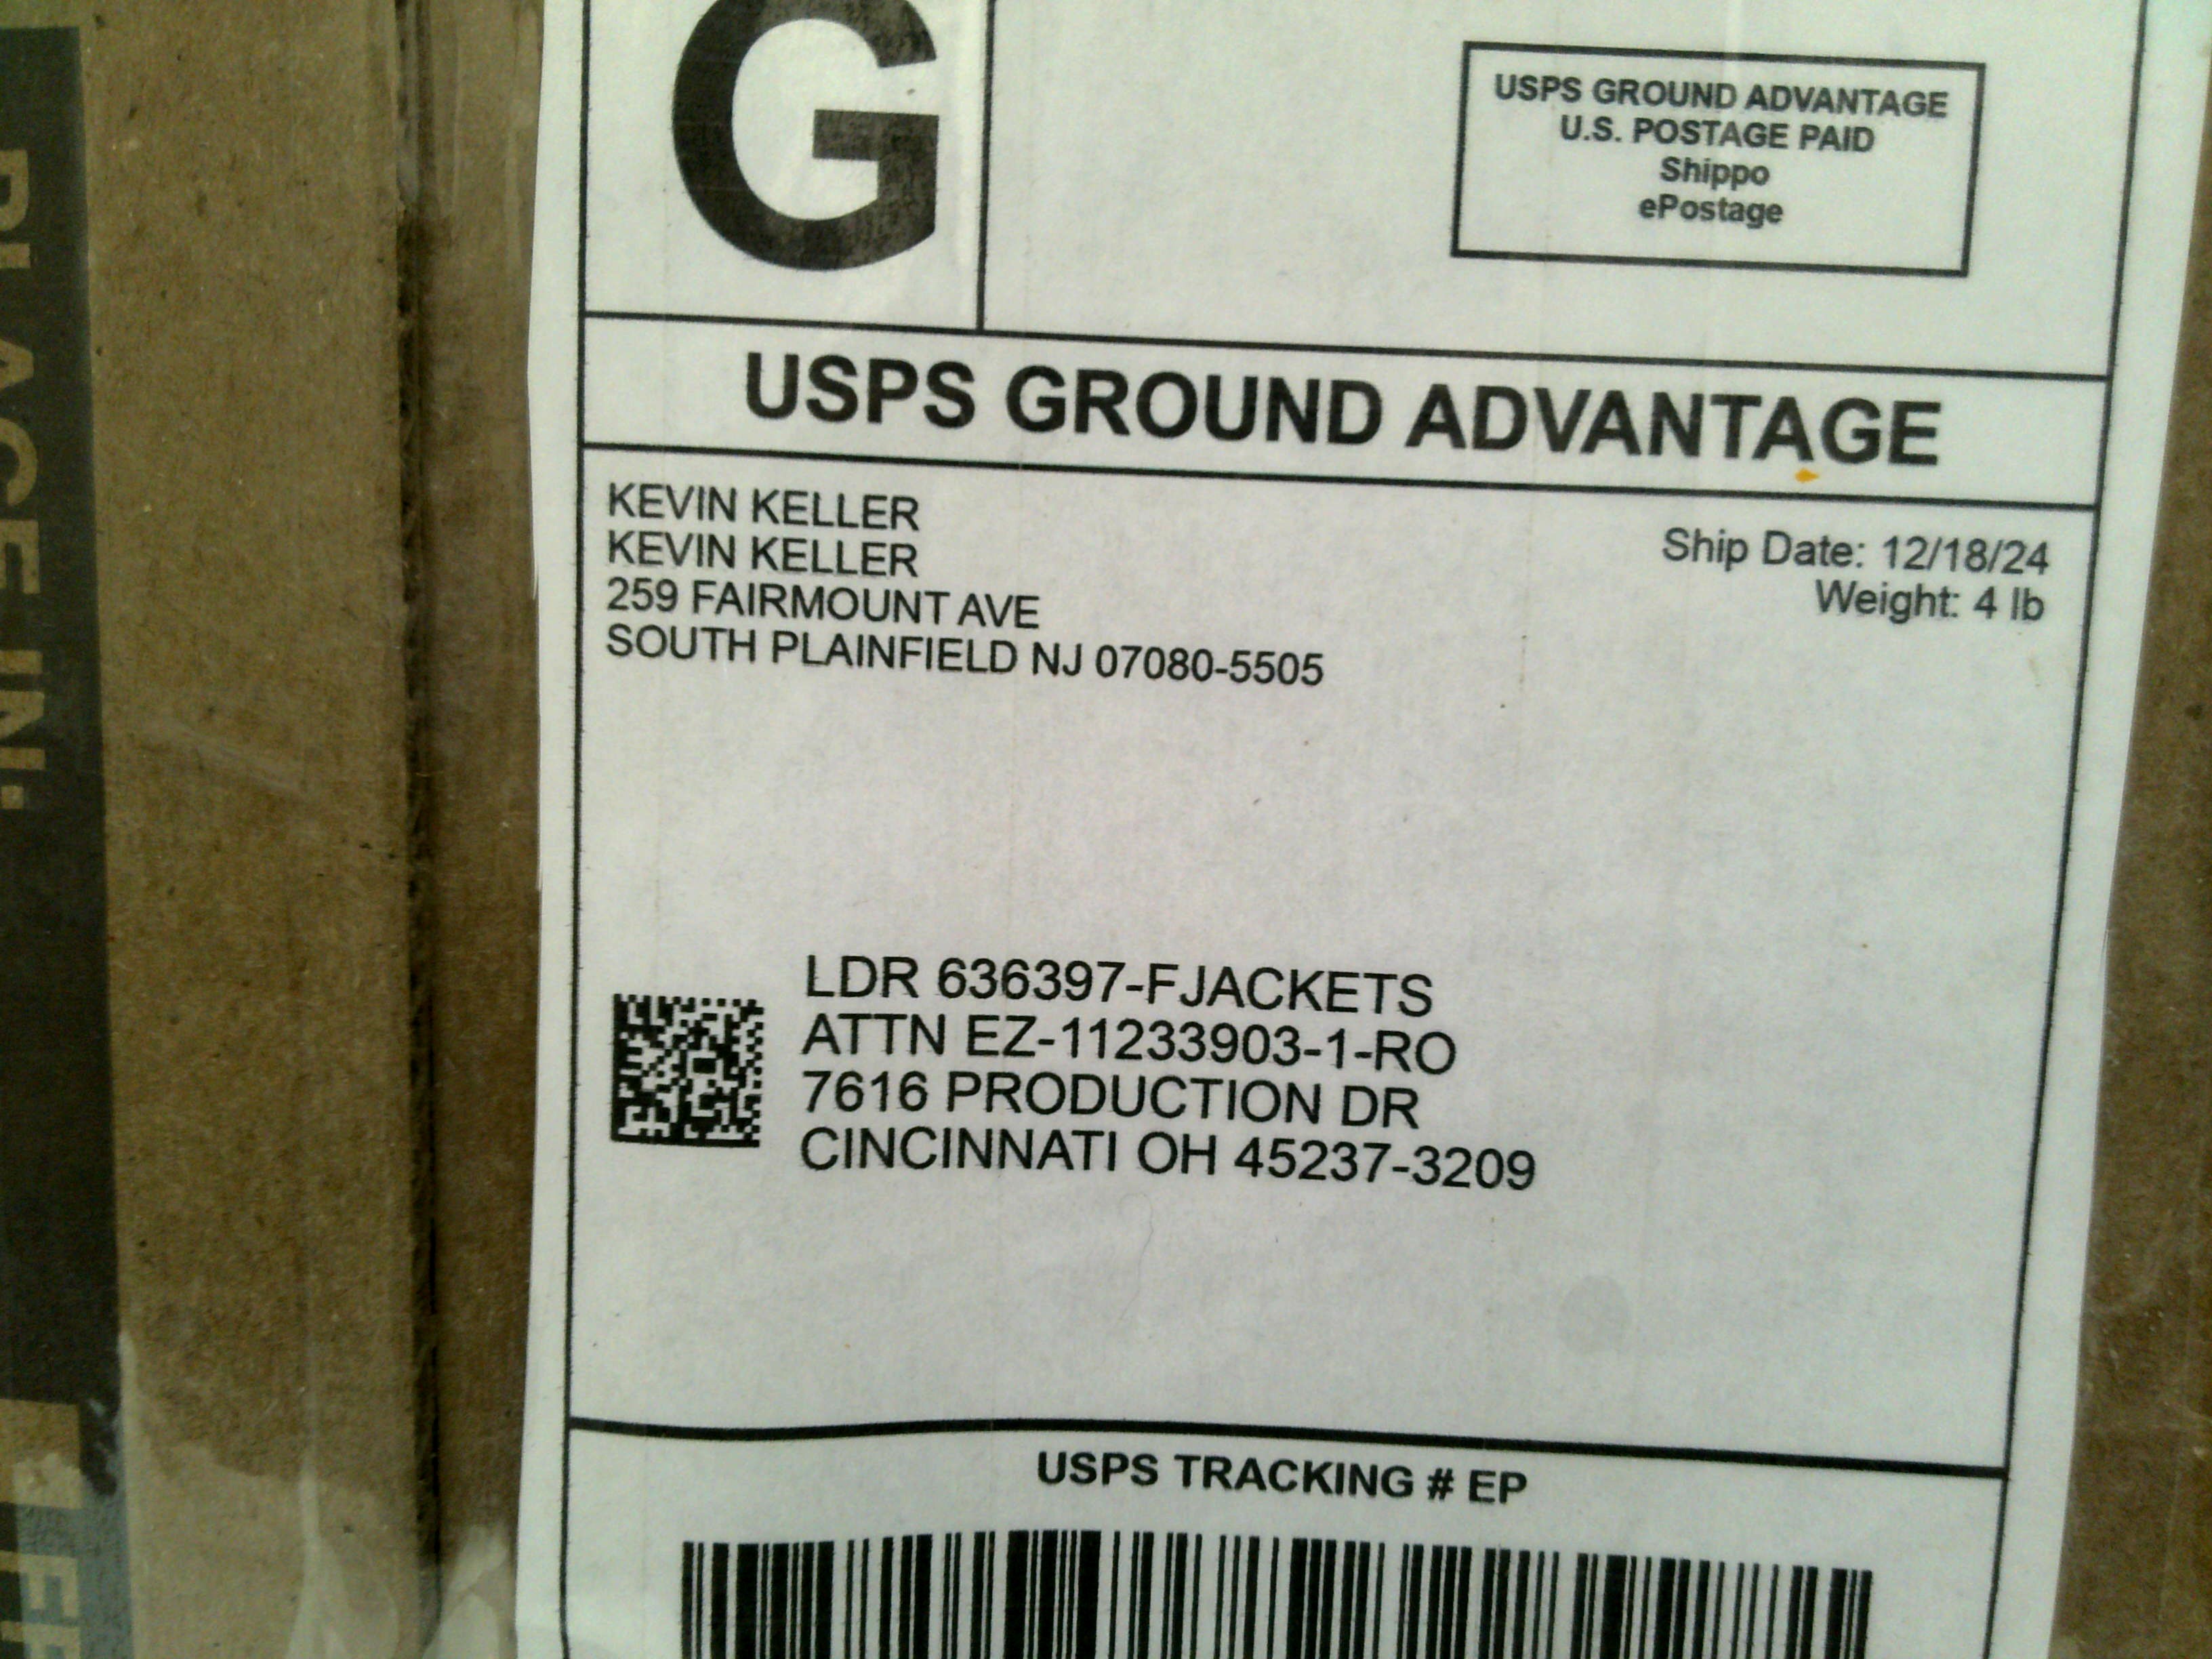 G
USPS GROUND ADVANTAGE
U.S. POSTAGE PAID
Shippo
ePostage
USPS GROUND ADVANTAGE
KEVIN KELLER
KEVIN KELLER
259 FAIRMOUNT AVE
SOUTH PLAINFIELD NJ 07080-5505
Ship Date: 12/18/24
Weight: 4 lb
LDR 636397-FJACKETS
ATTN EZ-11233903-1-RO
7616 PRODUCTION DR
CINCINNATI OH 45237-3209
USPS TRACKING # EP
PLACE IN: